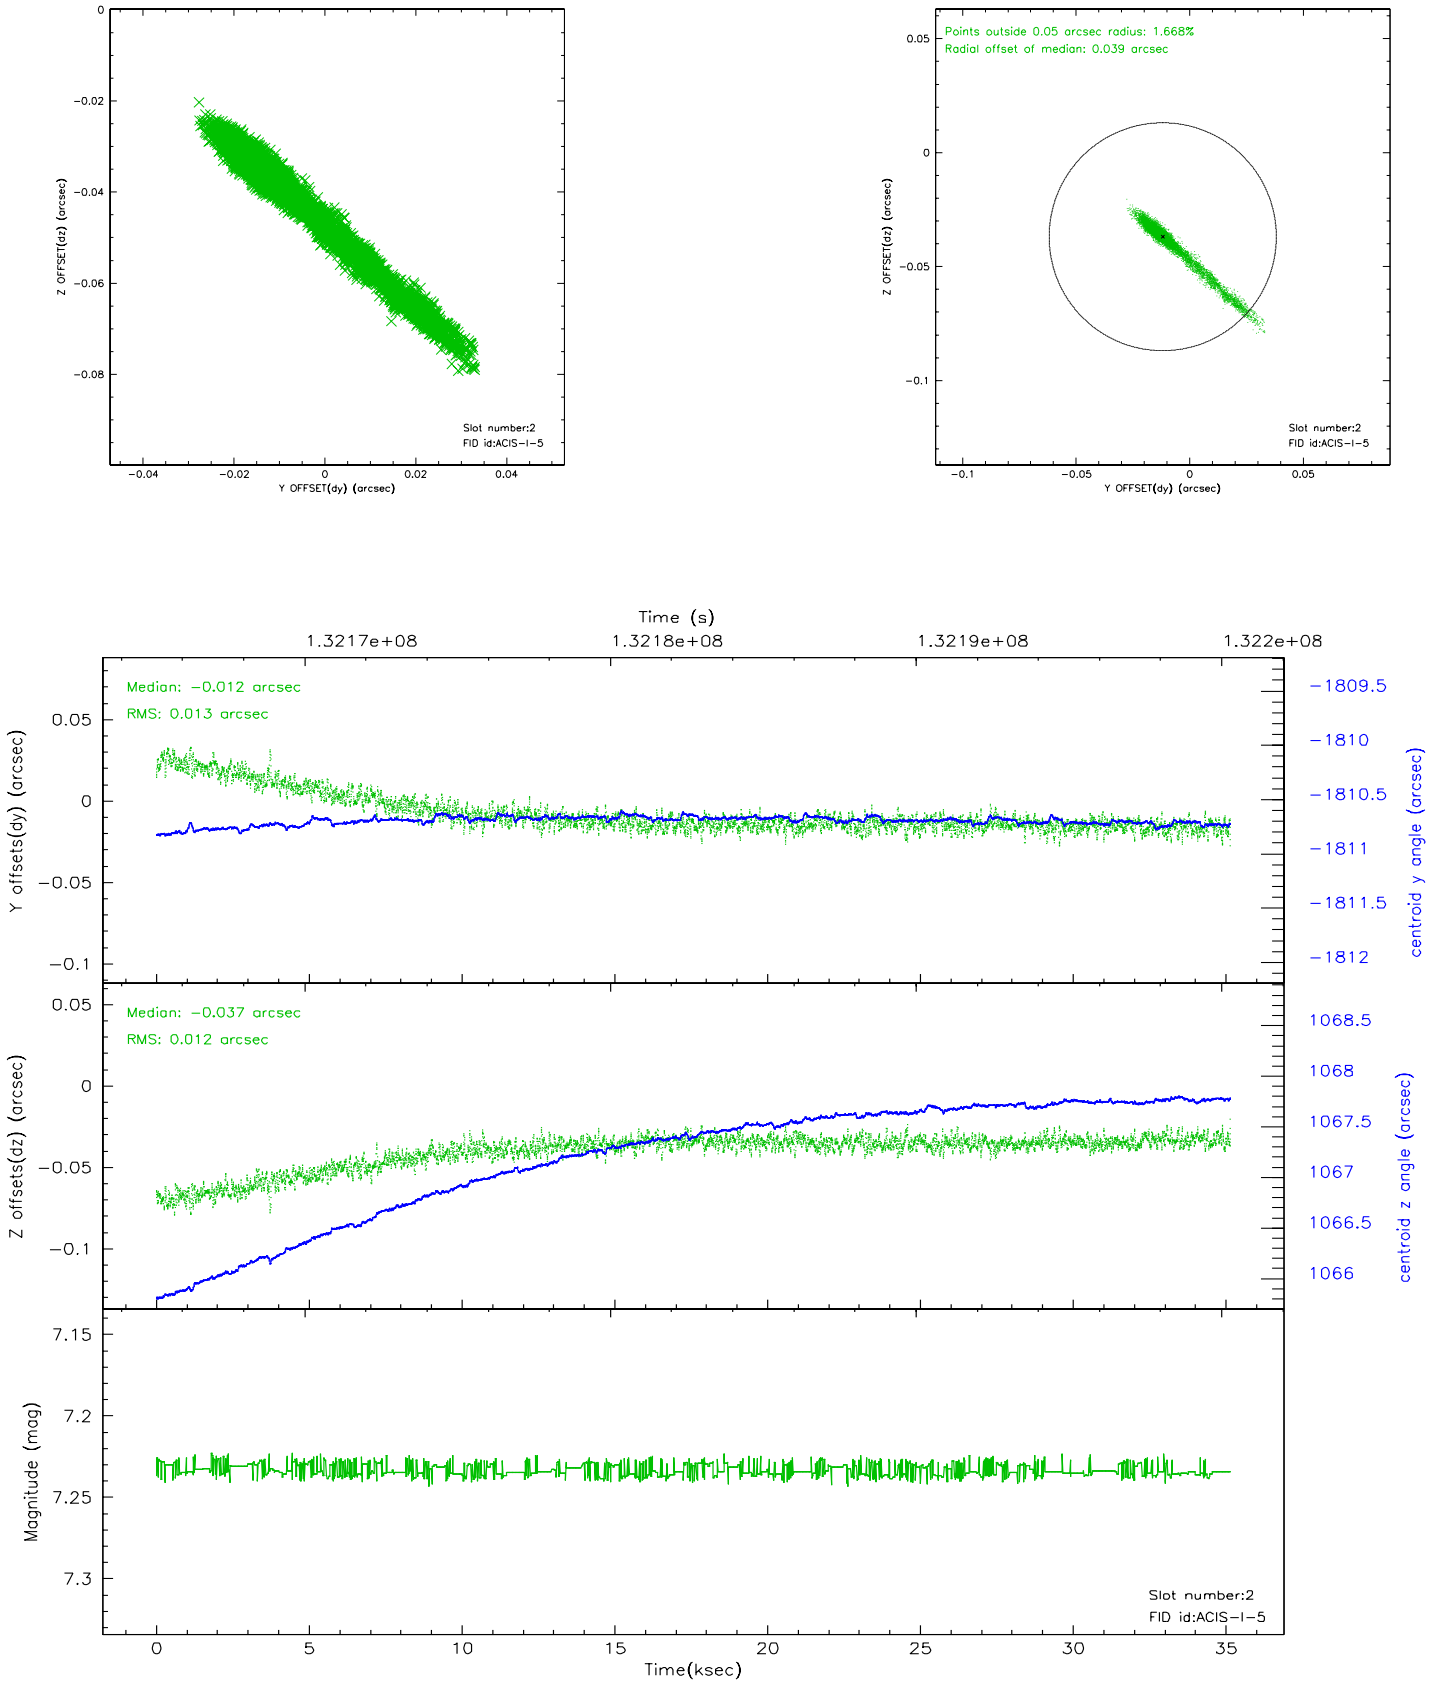 0
-0.02
-0.04
-0.06
-0.08
Z OFFSET(dz) (arcsec)
Slot number:2
FID id:ACIS-I-5
-0.04 -0.02 0 0.02 0.04
Y OFFSET(dy) (arcsec)
Points outside 0.05 arcsec radius: 1.668%
Radial offset of median: 0.039 arcsec
0.05
0
-0.05
-0.1
Z OFFSET(dz) (arcsec)
Slot number:2
FID id:ACIS-I-5
-0.1 -0.05 0 0.05
Y OFFSET(dy) (arcsec)
Time (s)
1.3217e+08 1.3218e+08 1.3219e+08 1.322e+08
Median: -0.012 arcsec
RMS: 0.013 arcsec
0.05
0
-0.05
-0.1
Y offsets(dy) (arcsec)
-1809.5
-1810
-1810.5
-1811
-1811.5
-1812
centroid y angle (arcsec)
Median: -0.037 arcsec
RMS: 0.012 arcsec
0.05
0
-0.05
-0.1
Z offsets(dz) (arcsec)
1068.5
1068
1067.5
1067
1066.5
1066
centroid z angle (arcsec)
7.15
7.2
7.25
7.3
Magnitude (mag)
Slot number:2
FID id:ACIS-I-5
0 5 10 15 20 25 30 35
Time(ksec)